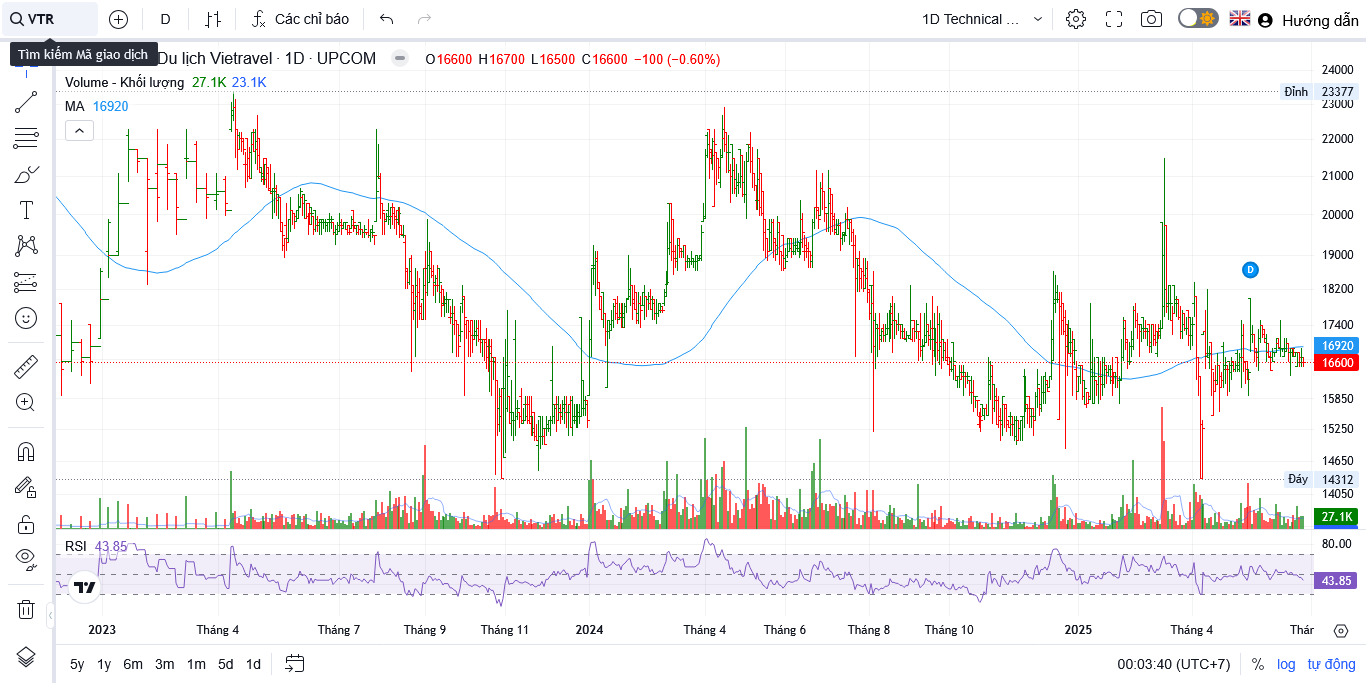 VTR
D
Các chỉ báo
1D Technical ...
Hướng dẫn
Tìm kiếm Mã giao dịch
Du lịch Vietravel · 1D · UPCOM
O16600 H16700 L16500 C16600 −100 (−0.60%)
Volume - Khối lượng 27.1K 23.1K
MA 16920
24000
Đỉnh 23377
23000
22000
21000
20000
19000
D
18200
17400
16920
16600
15850
15250
14650
Đáy 14312
14050
27.1K
RSI 43.85
80.00
43.85
2023 Tháng 4 Tháng 7 Tháng 9 Tháng 11 2024 Tháng 4 Tháng 6 Tháng 8 Tháng 10 2025 Tháng 4 Thár
5y 1y 6m 3m 1m 5d 1d
00:03:40 (UTC+7) % log tự động